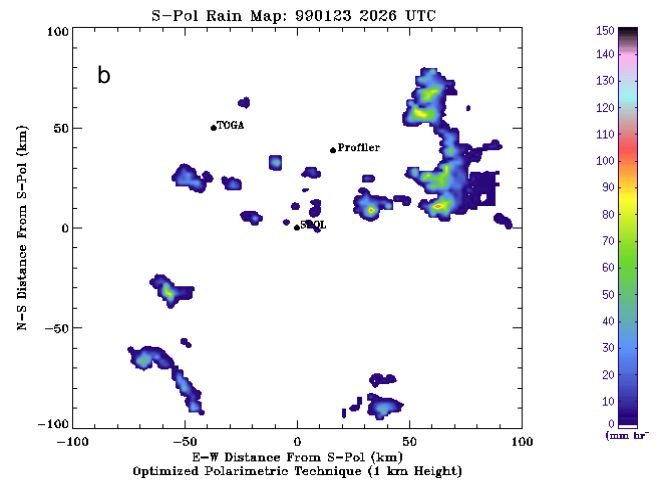 S-Pol Rain Map: 990123 2026 UTC
b
TOGA
Profiler
SPOL
100
50
0
-50
-100
N-S Distance From S-Pol (km)
-100
-50
0
50
100
E-W Distance From S-Pol (km)
Optimized Polarimetric Technique (1 km Height)
150
140
130
120
110
100
90
80
70
60
50
40
30
20
10
0
(mm hr-